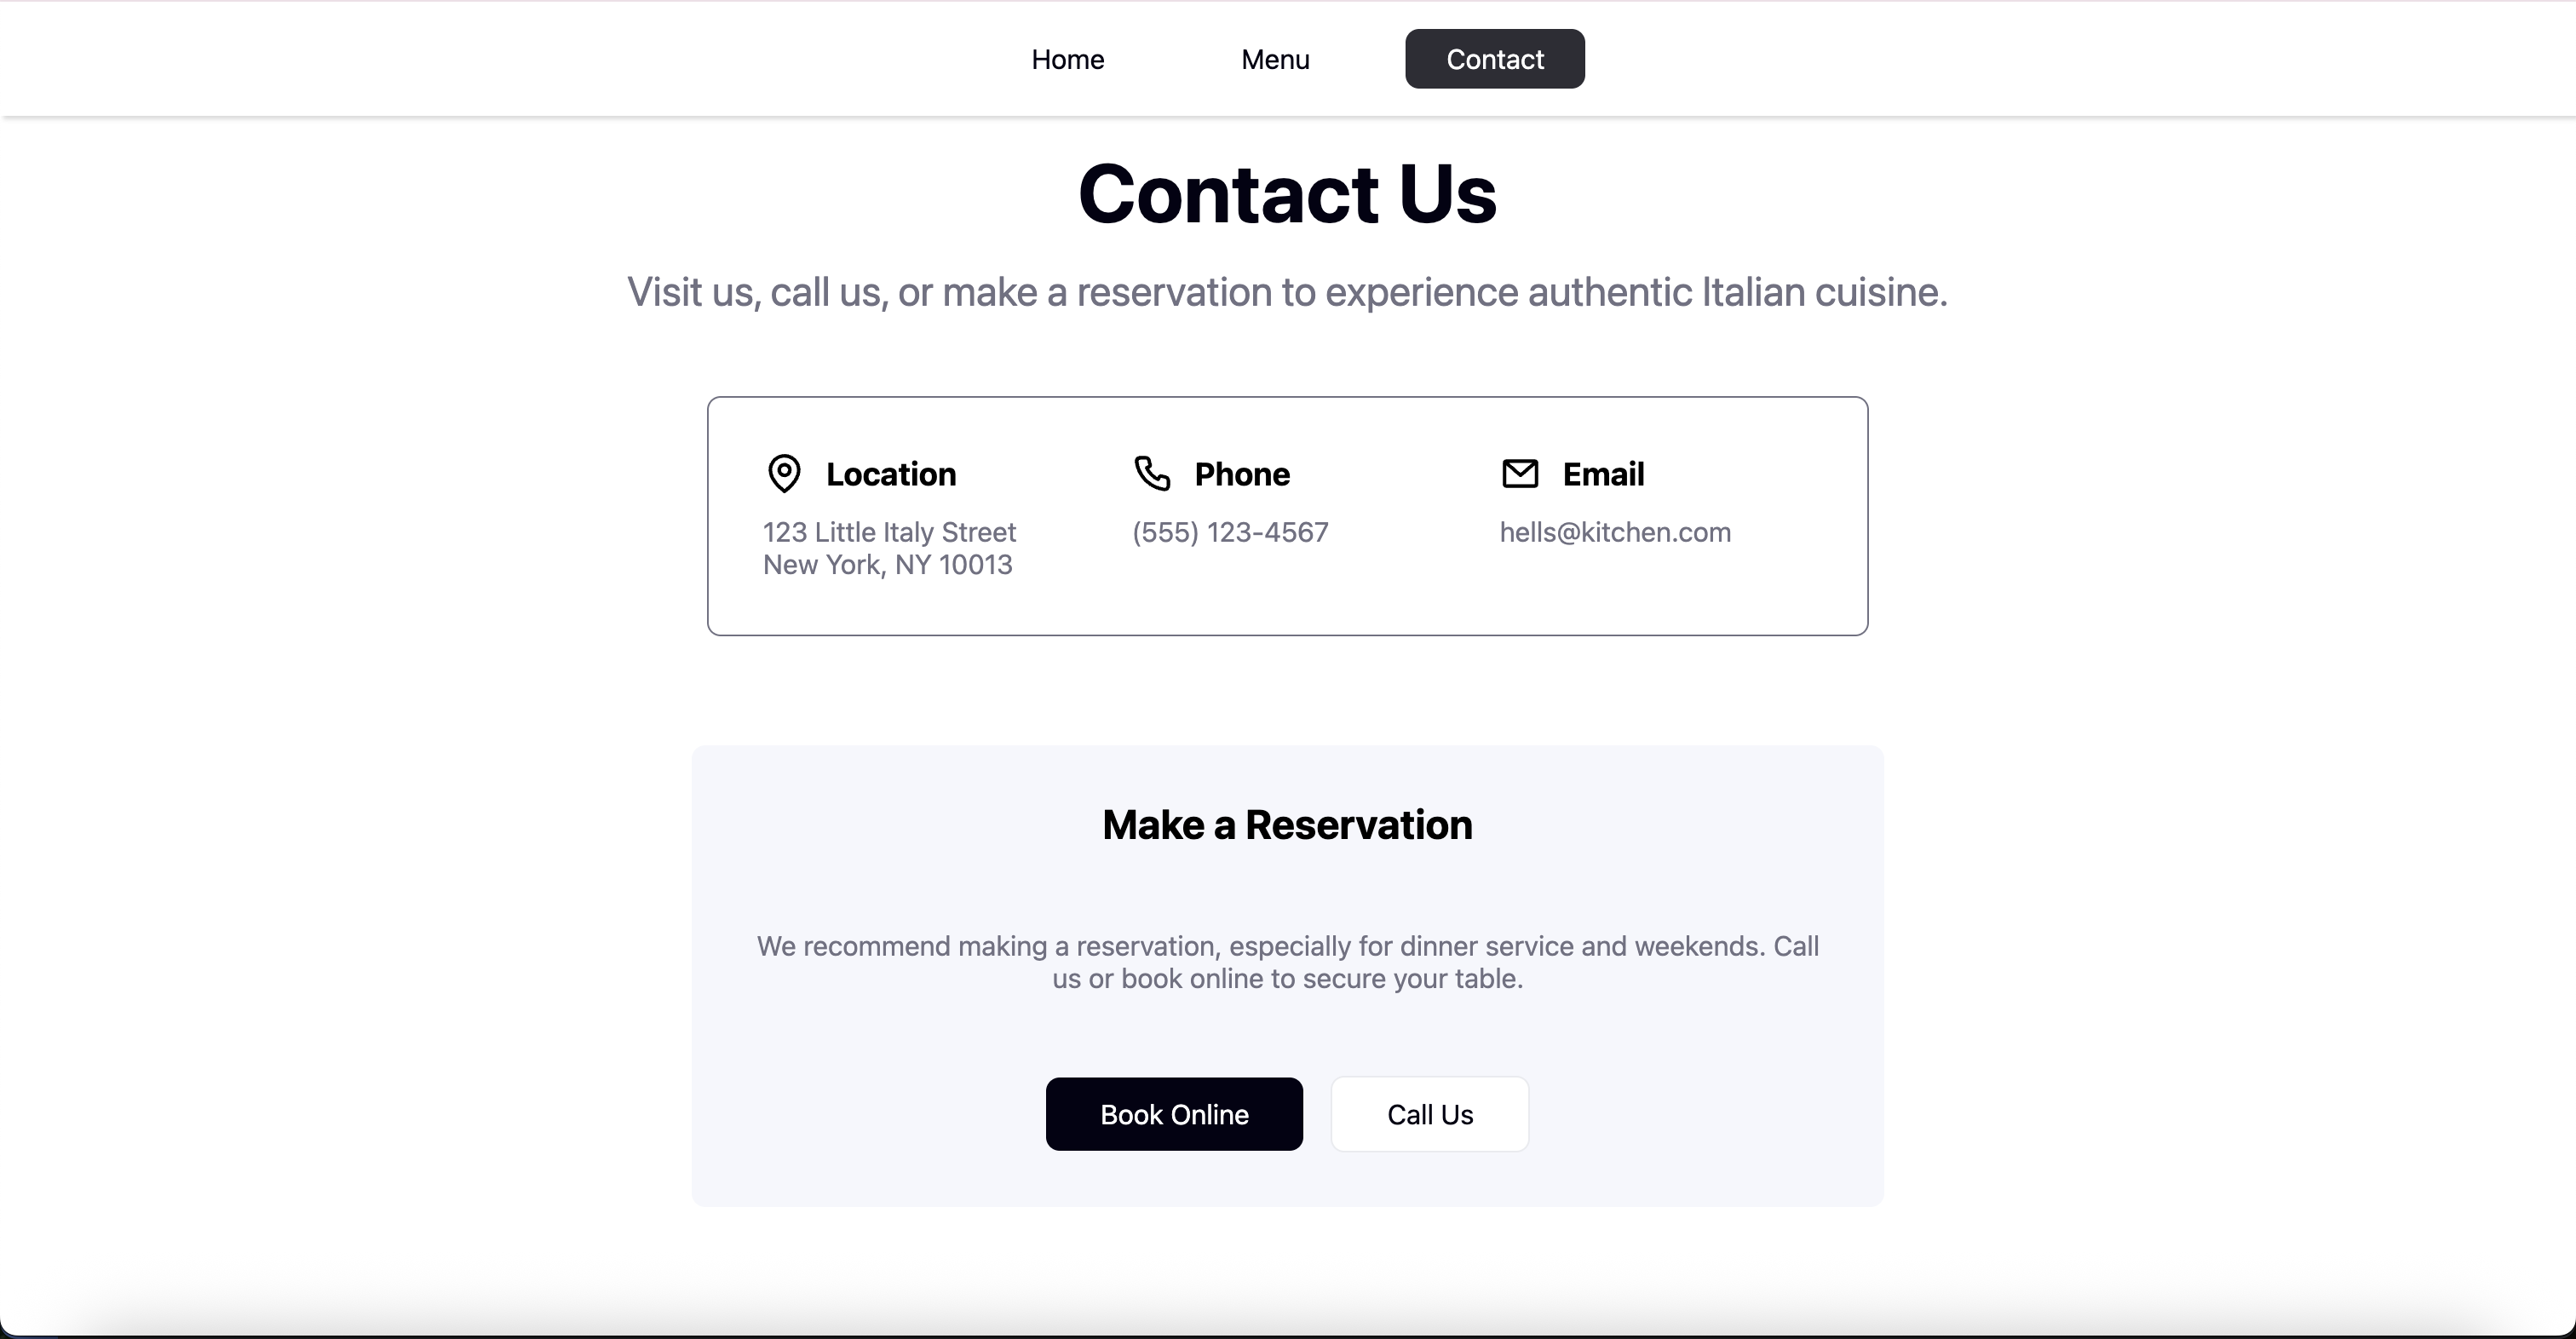 Home Menu Contact
Contact Us
Visit us, call us, or make a reservation to experience authentic Italian cuisine.
Location
123 Little Italy Street
New York, NY 10013
Phone
(555) 123-4567
Email
hells@kitchen.com
Make a Reservation
We recommend making a reservation, especially for dinner service and weekends. Call
us or book online to secure your table.
Book Online Call Us